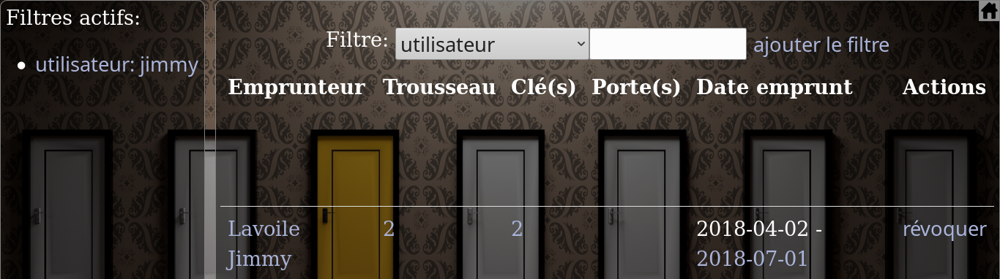 Filtres actifs:
utilisateur: jimmy
Filtre: utilisateur ajouter le filtre
Emprunteur Trousseau Clé(s) Porte(s) Date emprunt Actions
Lavoile 2 2 2018-04-02 - révoquer
Jimmy 2018-07-01